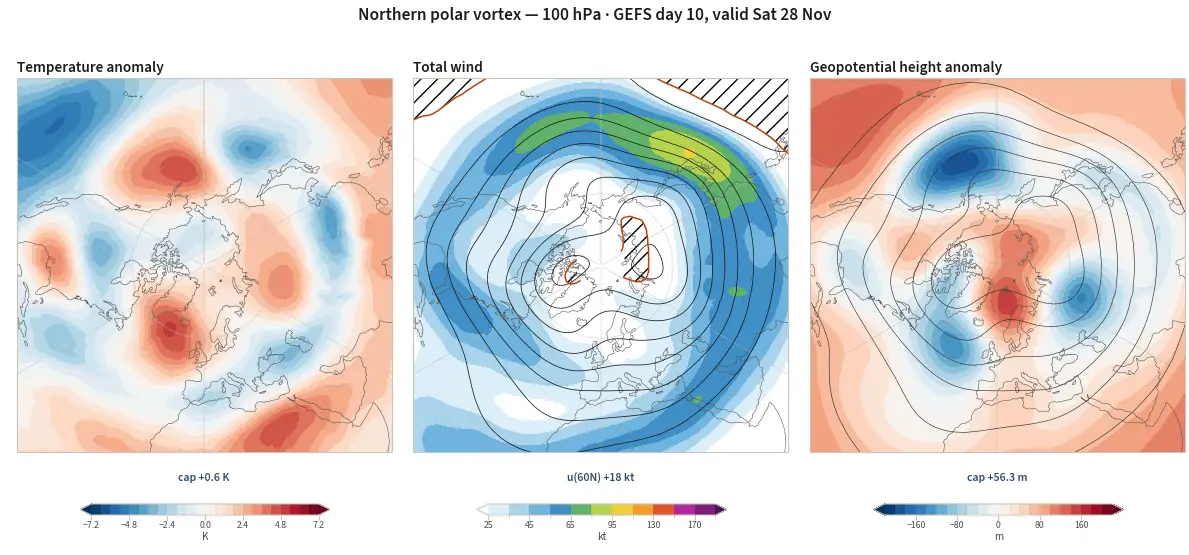 Northern polar vortex — 100 hPa · GEFS day 10, valid Sat 28 Nov
Temperature anomaly
Total wind
Geopotential height anomaly
cap +0.6 K
u(60N) +18 kt
cap +56.3 m
−7.2 −4.8 −2.4 0.0 2.4 4.8 7.2
K
25 45 65 95 130 170
kt
−160 −80 0 80 160
m